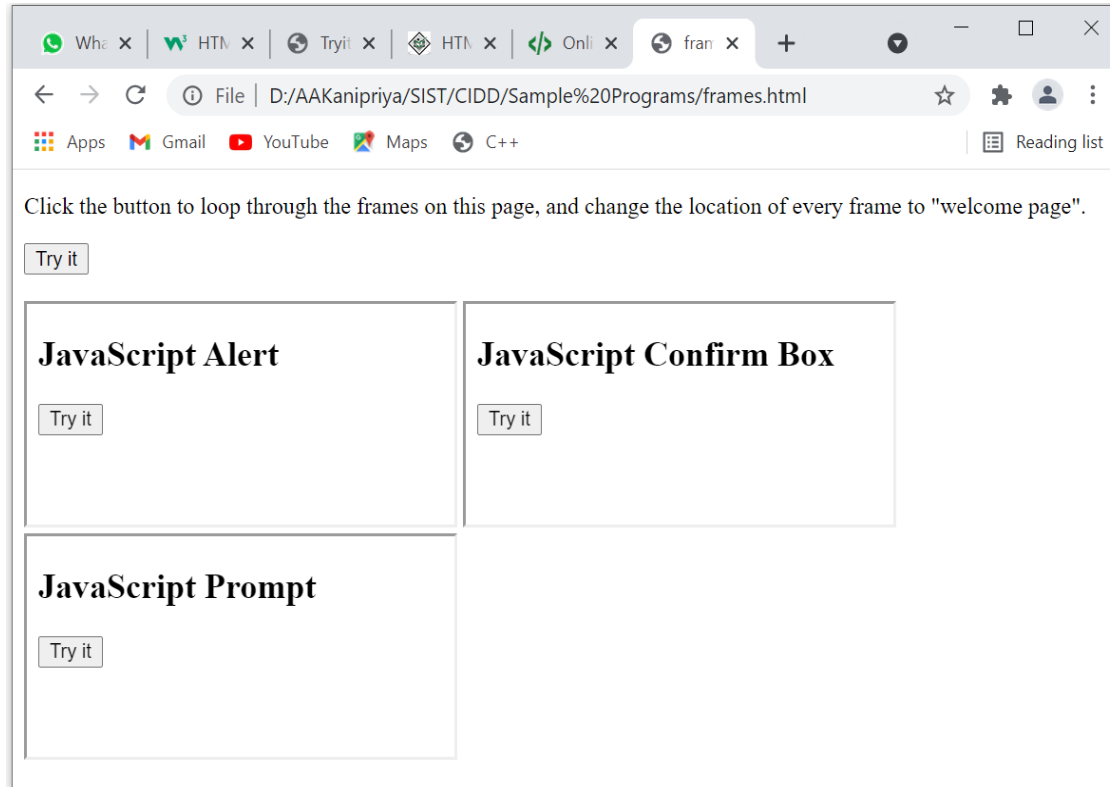 Wha HTM Tryit HTM Onli fran
File D:/AAKanipriya/SIST/CIDD/Sample%20Programs/frames.html
Apps Gmail YouTube Maps C++ Reading list
Click the button to loop through the frames on this page, and change the location of every frame to "welcome page".
Try it
JavaScript Alert
Try it
JavaScript Confirm Box
Try it
JavaScript Prompt
Try it